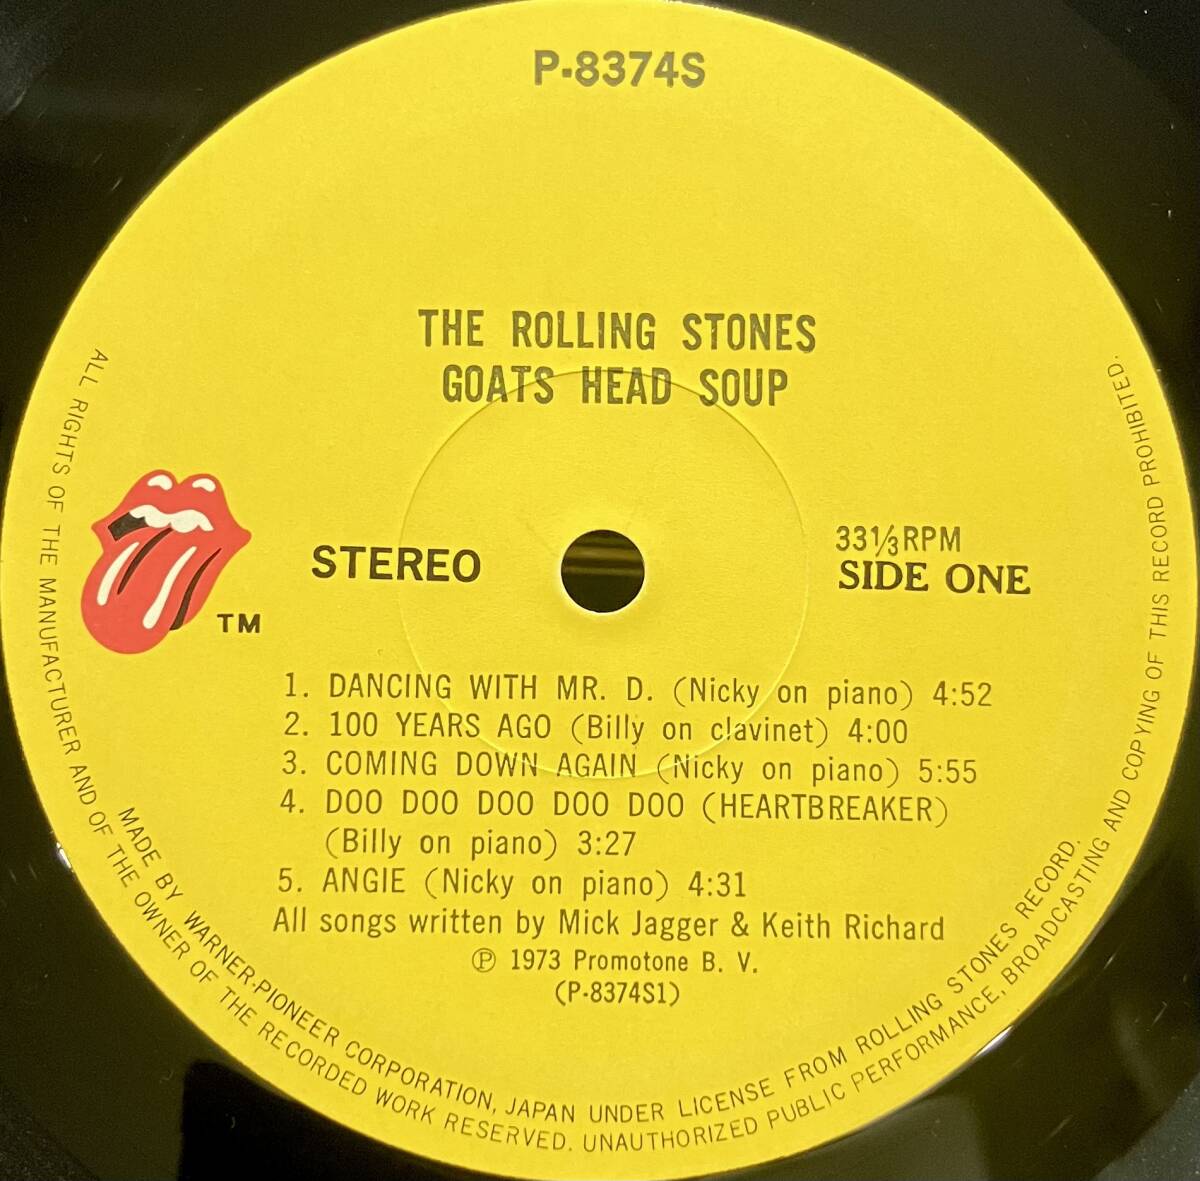 P-8374S
THE ROLLING STONES
GOATS HEAD SOUP
STEREO
33⅓RPM
SIDE ONE
TM
1. DANCING WITH MR. D. (Nicky on piano) 4:52
2. 100 YEARS AGO (Billy on clavinet) 4:00
3. COMING DOWN AGAIN (Nicky on piano) 5:55
4. DOO DOO DOO DOO DOO (HEARTBREAKER)
(Billy on piano) 3:27
5. ANGIE (Nicky on piano) 4:31
All songs written by Mick Jagger & Keith Richard
℗ 1973 Promotone B. V.
(P-8374S1)
MADE BY WARNER-PIONEER CORPORATION, JAPAN UNDER LICENSE FROM ROLLING STONES RECORD.
ALL RIGHTS OF THE MANUFACTURER AND OF THE OWNER OF THE RECORDED WORK RESERVED. UNAUTHORIZED PUBLIC PERFORMANCE, BROADCASTING AND COPYING OF THIS RECORD PROHIBITED.